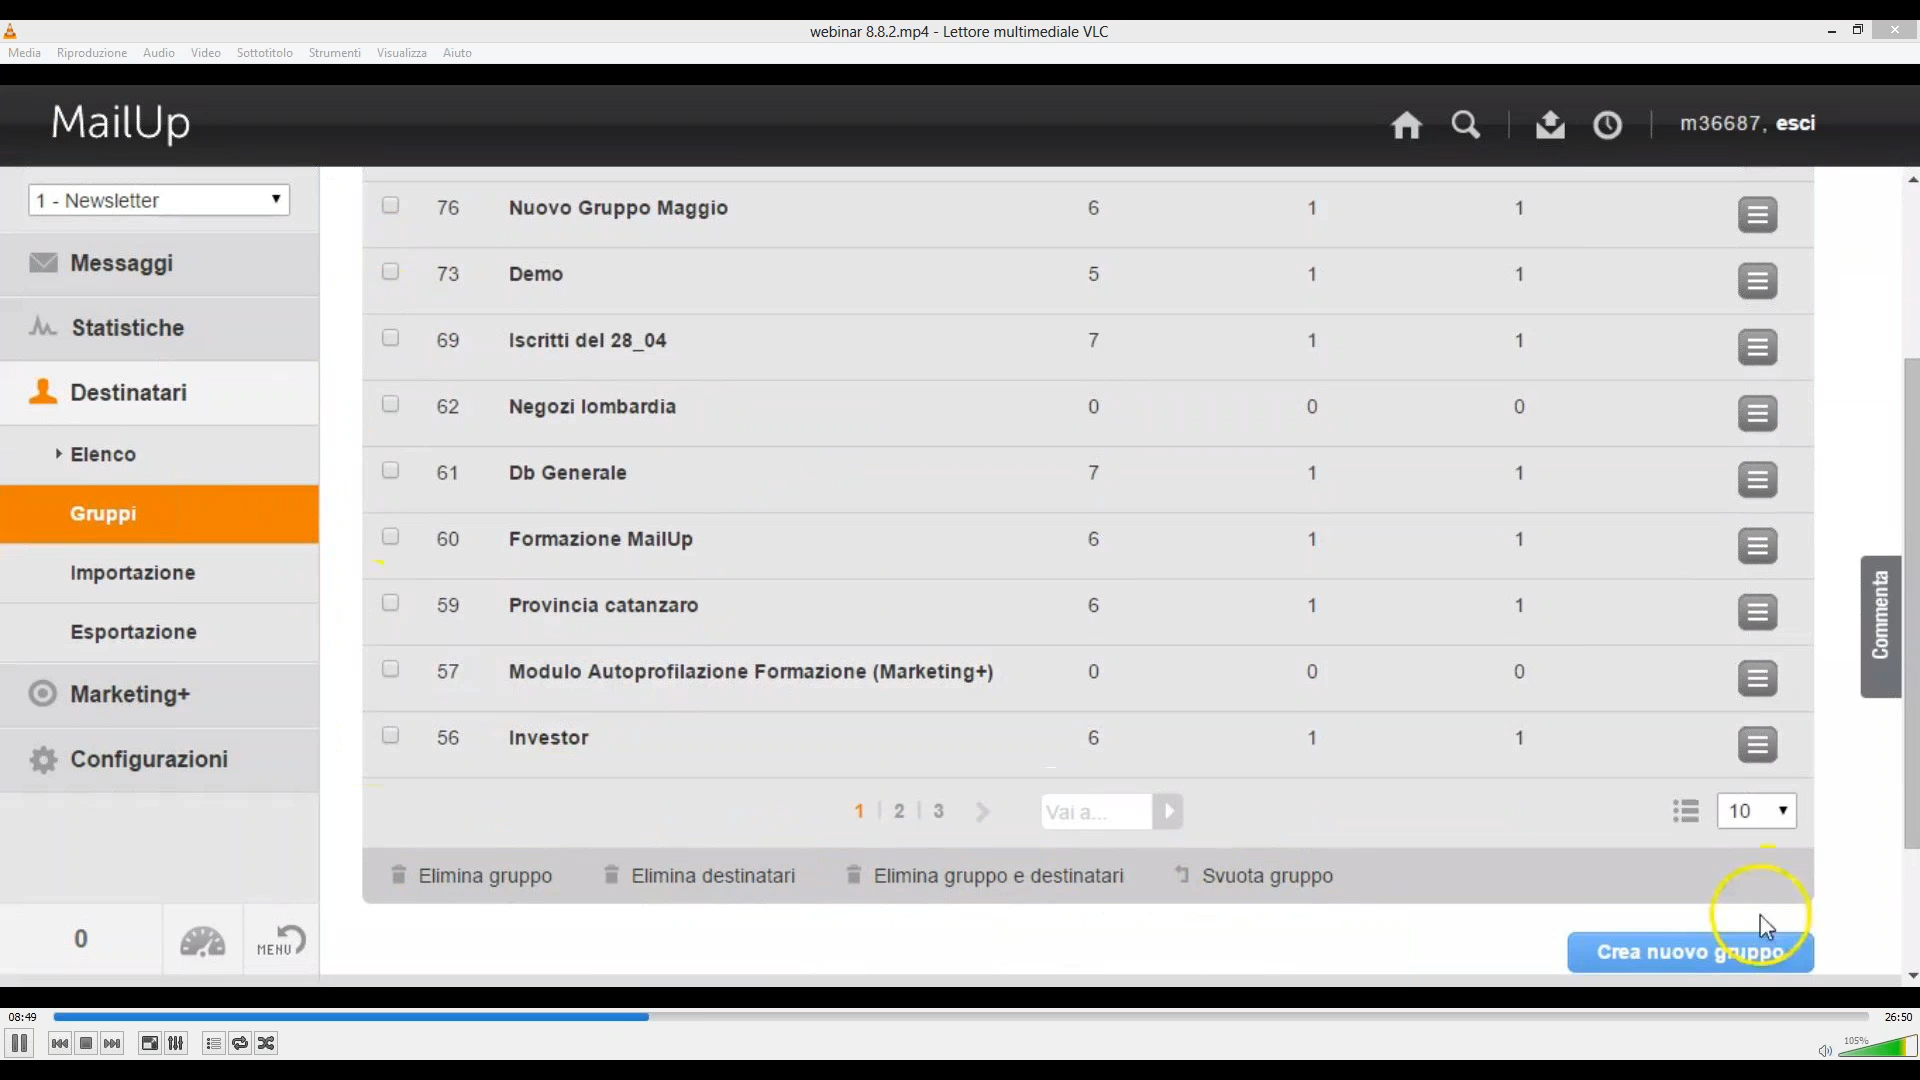 webinar 8.8.2.mp4 - Lettore multimediale VLC
Media Riproduzione Audio Video Sottotitolo Strumenti Visualizza Aiuto
MailUp
m36687, esci
1 - Newsletter
Messaggi
Statistiche
Destinatari
Elenco
Gruppi
Importazione
Esportazione
Marketing+
Configurazioni
0
MENU
76 Nuovo Gruppo Maggio 6 1 1
73 Demo 5 1 1
69 Iscritti del 28_04 7 1 1
62 Negozi lombardia 0 0 0
61 Db Generale 7 1 1
60 Formazione MailUp 6 1 1
59 Provincia catanzaro 6 1 1
57 Modulo Autoprofilazione Formazione (Marketing+) 0 0 0
56 Investor 6 1 1
1 | 2 | 3 Vai a... 10
Elimina gruppo Elimina destinatari Elimina gruppo e destinatari Svuota gruppo
Crea nuovo gruppo
Commenta
08:49 26:50
105%